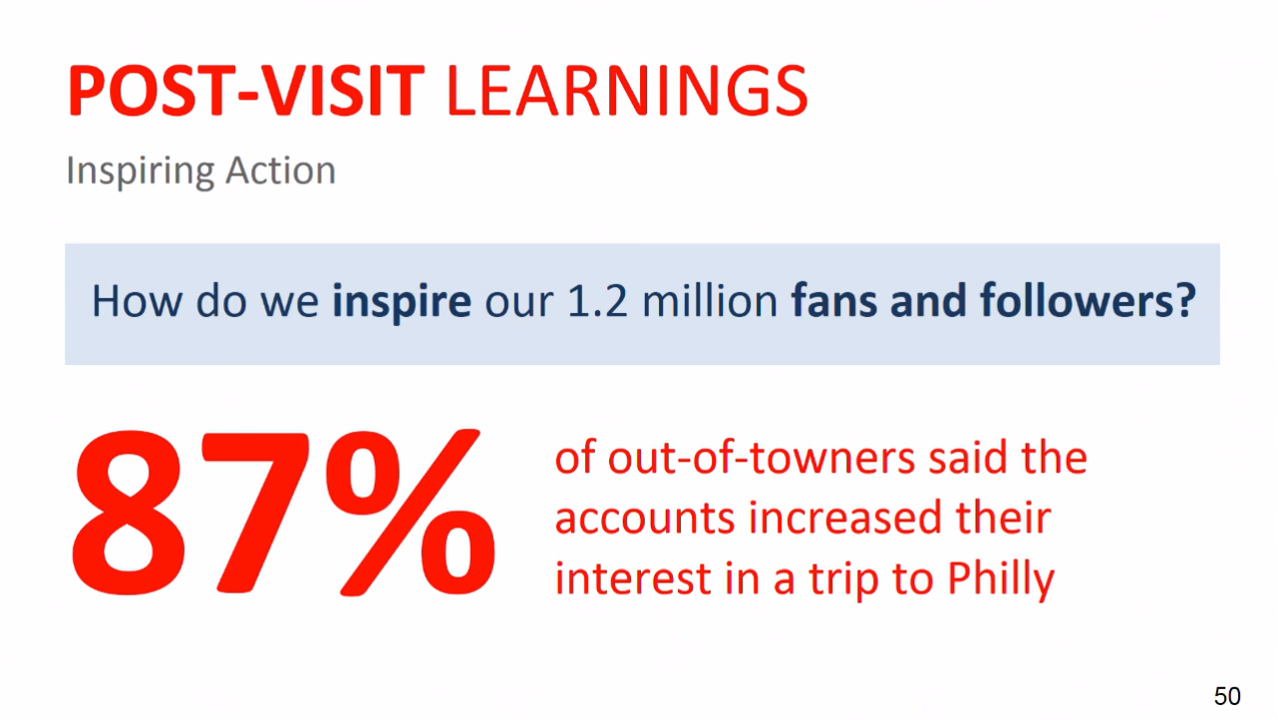 POST-VISIT LEARNINGS
Inspiring Action
How do we inspire our 1.2 million fans and followers?
87%
of out-of-towners said the
accounts increased their
interest in a trip to Philly
50